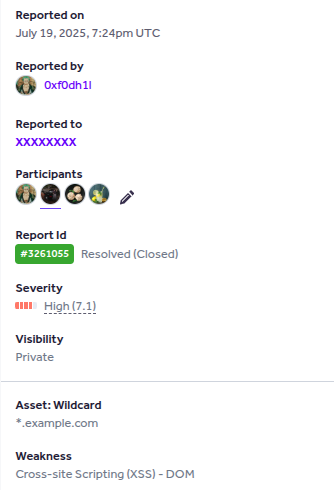 Reported on
July 19, 2025, 7:24pm UTC
Reported by
0xf0dh1l
Reported to
XXXXXXXX
Participants
Report Id
#3261055 Resolved (Closed)
Severity
High (7.1)
Visibility
Private
Asset: Wildcard
*.example.com
Weakness
Cross-site Scripting (XSS) - DOM